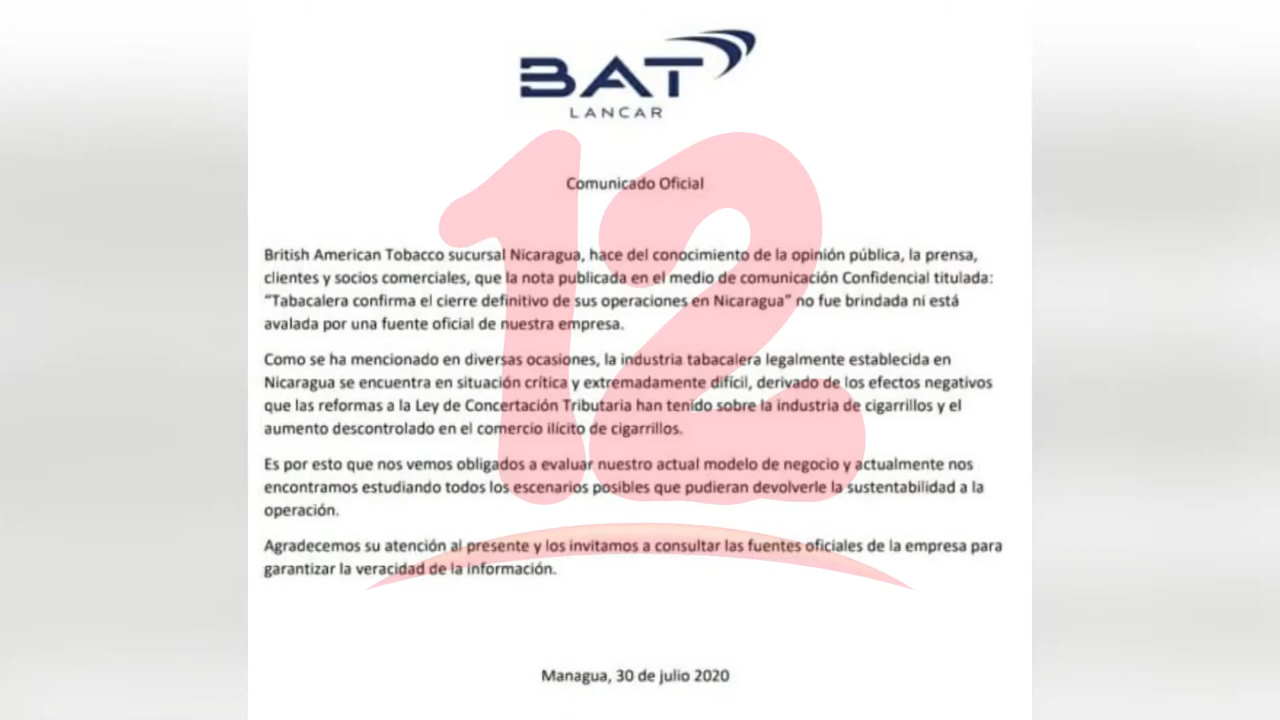 BAT
LANCAR
12
Comunicado Oficial
British American Tobacco sucursal Nicaragua, hace del conocimiento de la opinión pública, la prensa,
clientes y socios comerciales, que la nota publicada en el medio de comunicación Confidencial titulada:
"Tabacalera confirma el cierre definitivo de sus operaciones en Nicaragua" no fue brindada ni está
avalada por una fuente oficial de nuestra empresa.
Como se ha mencionado en diversas ocasiones, la industria tabacalera legalmente establecida en
Nicaragua se encuentra en situación crítica y extremadamente difícil, derivado de los efectos negativos
que las reformas a la Ley de Concertación Tributaria han tenido sobre la industria de cigarrillos y el
aumento descontrolado en el comercio ilícito de cigarrillos.
Es por esto que nos vemos obligados a evaluar nuestro actual modelo de negocio y actualmente nos
encontramos estudiando todos los escenarios posibles que pudieran devolverle la sustentabilidad a la
operación.
Agradecemos su atención al presente y los invitamos a consultar las fuentes oficiales de la empresa para
garantizar la veracidad de la información.
Managua, 30 de julio 2020